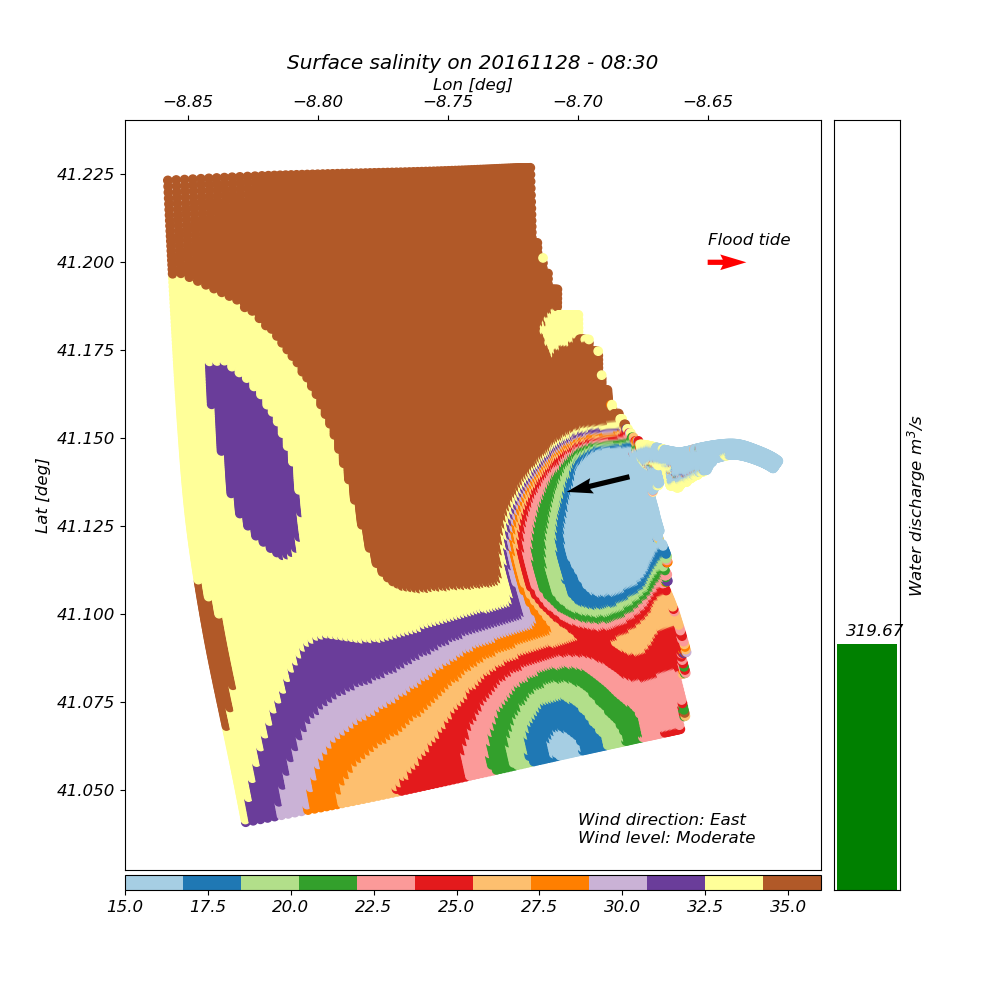 Surface salinity on 20161128 - 08:30
Lon [deg]
−8.85 −8.80 −8.75 −8.70 −8.65
41.225
41.200
41.175
41.150
41.125
41.100
41.075
41.050
Lat [deg]
Flood tide
Wind direction: East
Wind level: Moderate
15.0 17.5 20.0 22.5 25.0 27.5 30.0 32.5 35.0
319.67
Water discharge m³/s